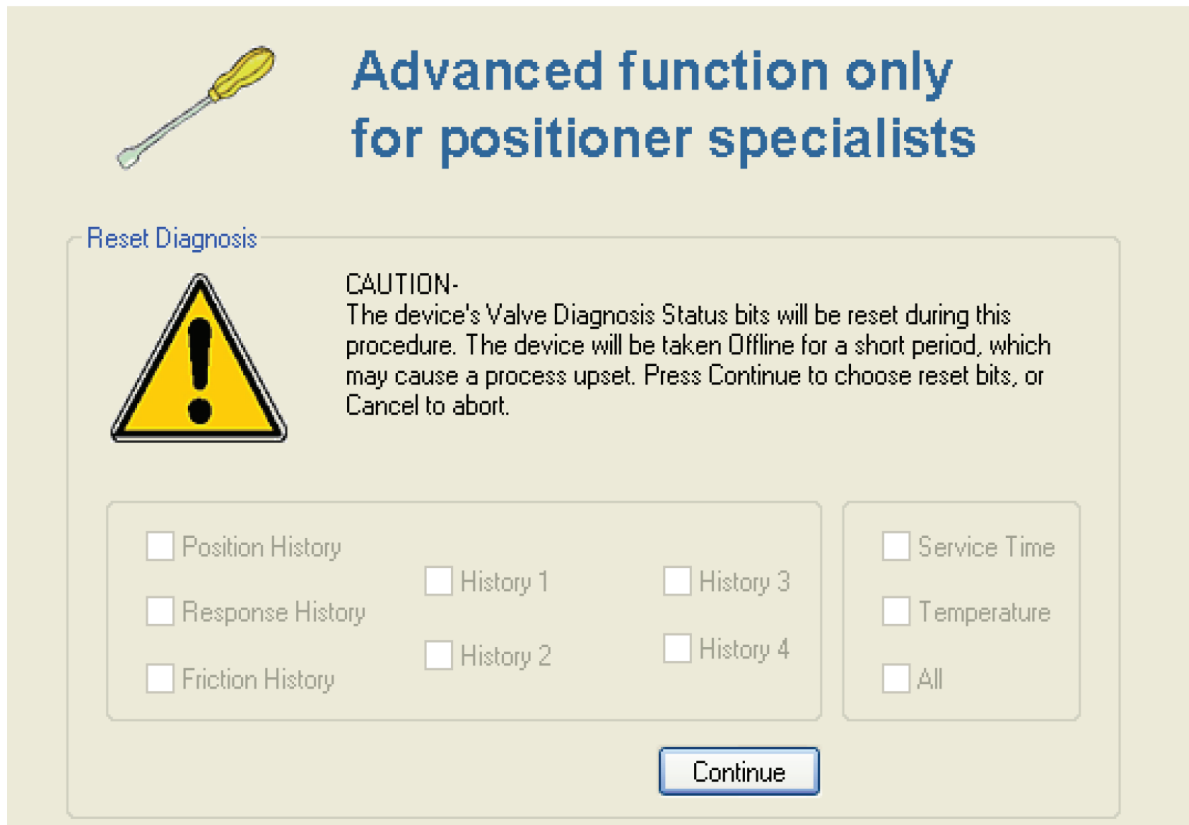 Advanced function only
for positioner specialists
Reset Diagnosis
CAUTION-
The device's Valve Diagnosis Status bits will be reset during this
procedure. The device will be taken Offline for a short period, which
may cause a process upset. Press Continue to choose reset bits, or
Cancel to abort.
Position History
Response History
Friction History
History 1
History 2
History 3
History 4
Service Time
Temperature
All
Continue